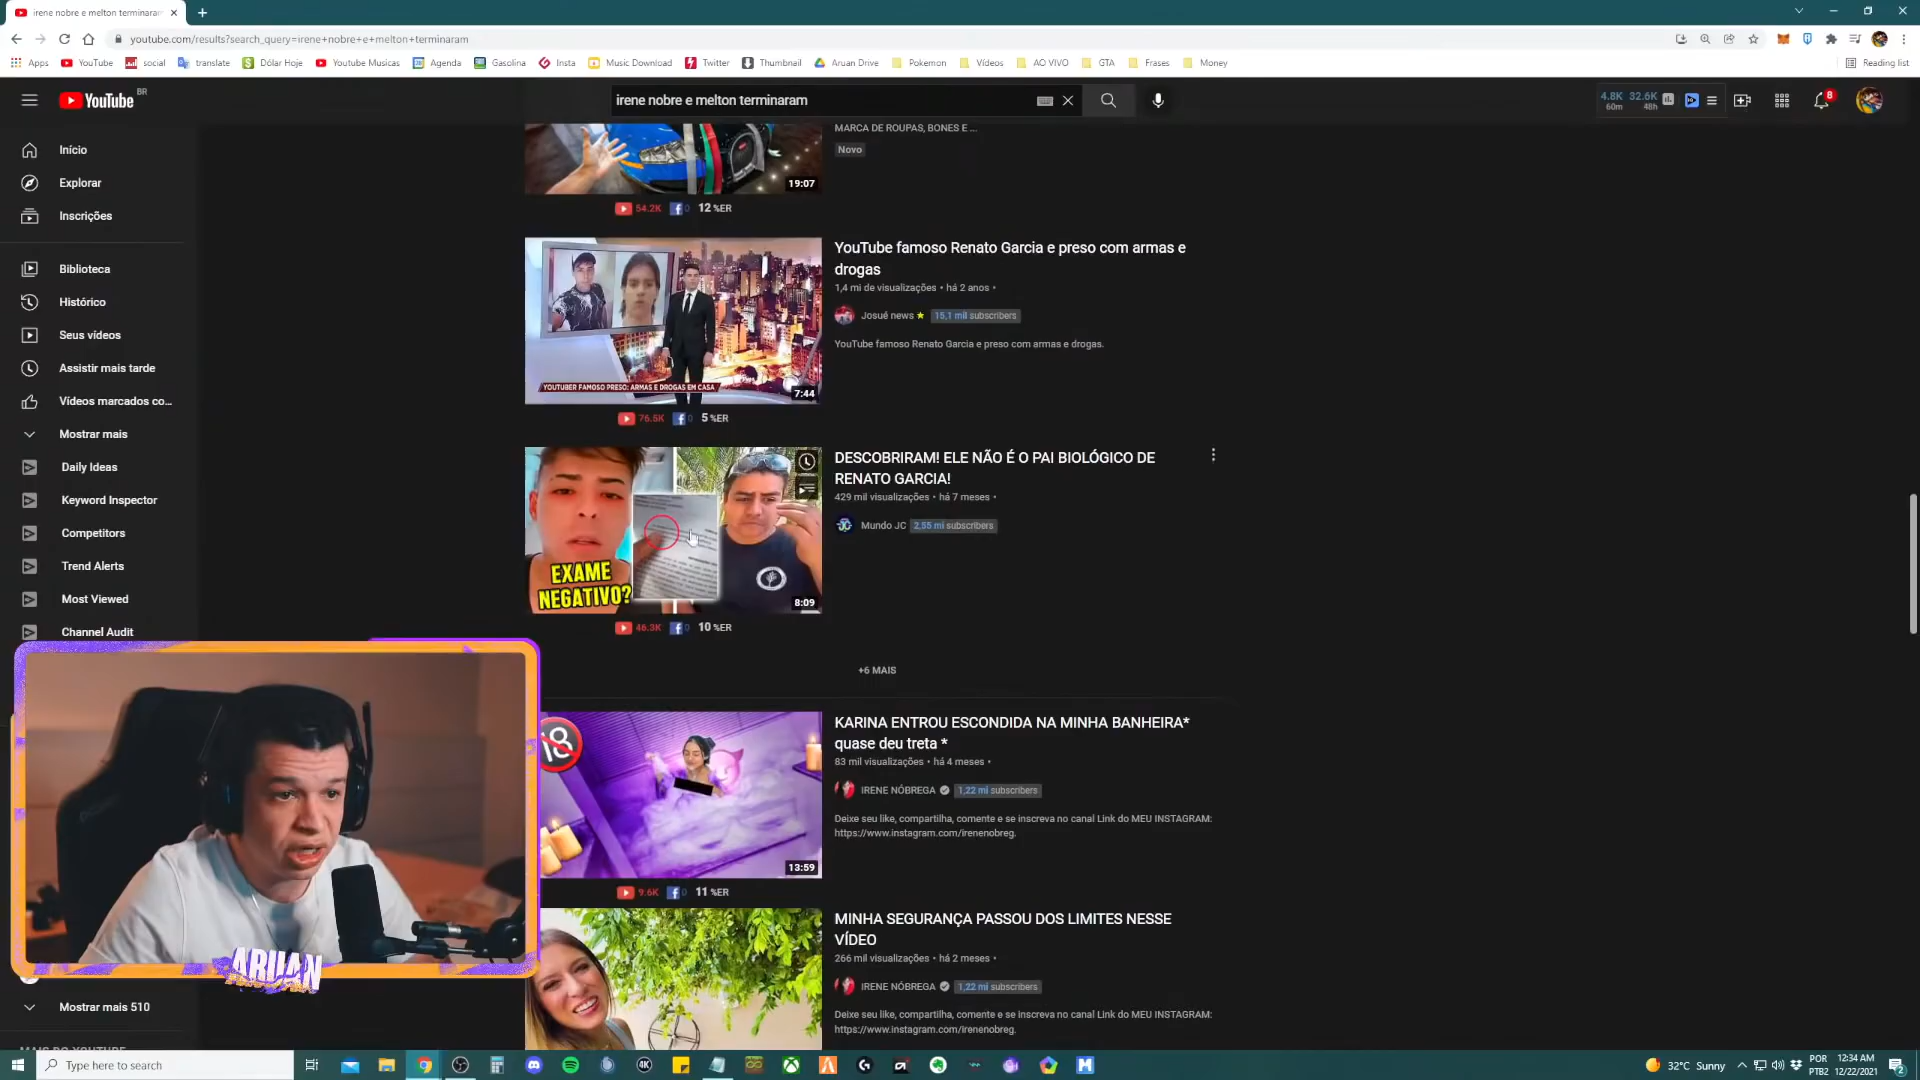 irene nobre e melton terminaram
youtube.com/results?search_query=irene+nobre+e+melton+terminaram
Apps YouTube social translate Dólar Hoje Youtube Musicas Agenda Gasolina Insta Music Download Twitter Thumbnail Aruan Drive Pokemon Vídeos AO VIVO GTA Frases Money Reading list
YouTube BR
irene nobre e melton terminaram
4.8K 32.6K
60m 48h
8
Início
Explorar
Inscrições
Biblioteca
Histórico
Seus vídeos
Assistir mais tarde
Vídeos marcados co...
Mostrar mais
Daily Ideas
Keyword Inspector
Competitors
Trend Alerts
Most Viewed
Channel Audit
Mostrar mais 510
MARCA DE ROUPAS, BONES E ...
Novo
19:07
54.2K 0 12 %ER
YouTube famoso Renato Garcia e preso com armas e
drogas
1,4 mi de visualizações • há 2 anos •
Josué news 15,1 mil subscribers
YouTube famoso Renato Garcia e preso com armas e drogas.
YOUTUBER FAMOSO PRESO: ARMAS E DROGAS EM CASA
7:44
76.5K 0 5 %ER
DESCOBRIRAM! ELE NÃO É O PAI BIOLÓGICO DE
RENATO GARCIA!
429 mil visualizações • há 7 meses •
Mundo JC 2,55 mi subscribers
EXAME
NEGATIVO?
8:09
46.3K 0 10 %ER
+6 MAIS
KARINA ENTROU ESCONDIDA NA MINHA BANHEIRA*
quase deu treta *
83 mil visualizações • há 4 meses •
IRENE NÓBREGA 1,22 mi subscribers
Deixe seu like, compartilha, comente e se inscreva no canal Link do MEU INSTAGRAM:
https://www.instagram.com/irenenobreg.
18
13:59
9.6K 0 11 %ER
MINHA SEGURANÇA PASSOU DOS LIMITES NESSE
VÍDEO
266 mil visualizações • há 2 meses •
IRENE NÓBREGA 1,22 mi subscribers
Deixe seu like, compartilha, comente e se inscreva no canal Link do MEU INSTAGRAM:
https://www.instagram.com/irenenobreg.
ARUAN
Type here to search
4K
32°C Sunny
POR
PTB2
12:34 AM
12/22/2021
2